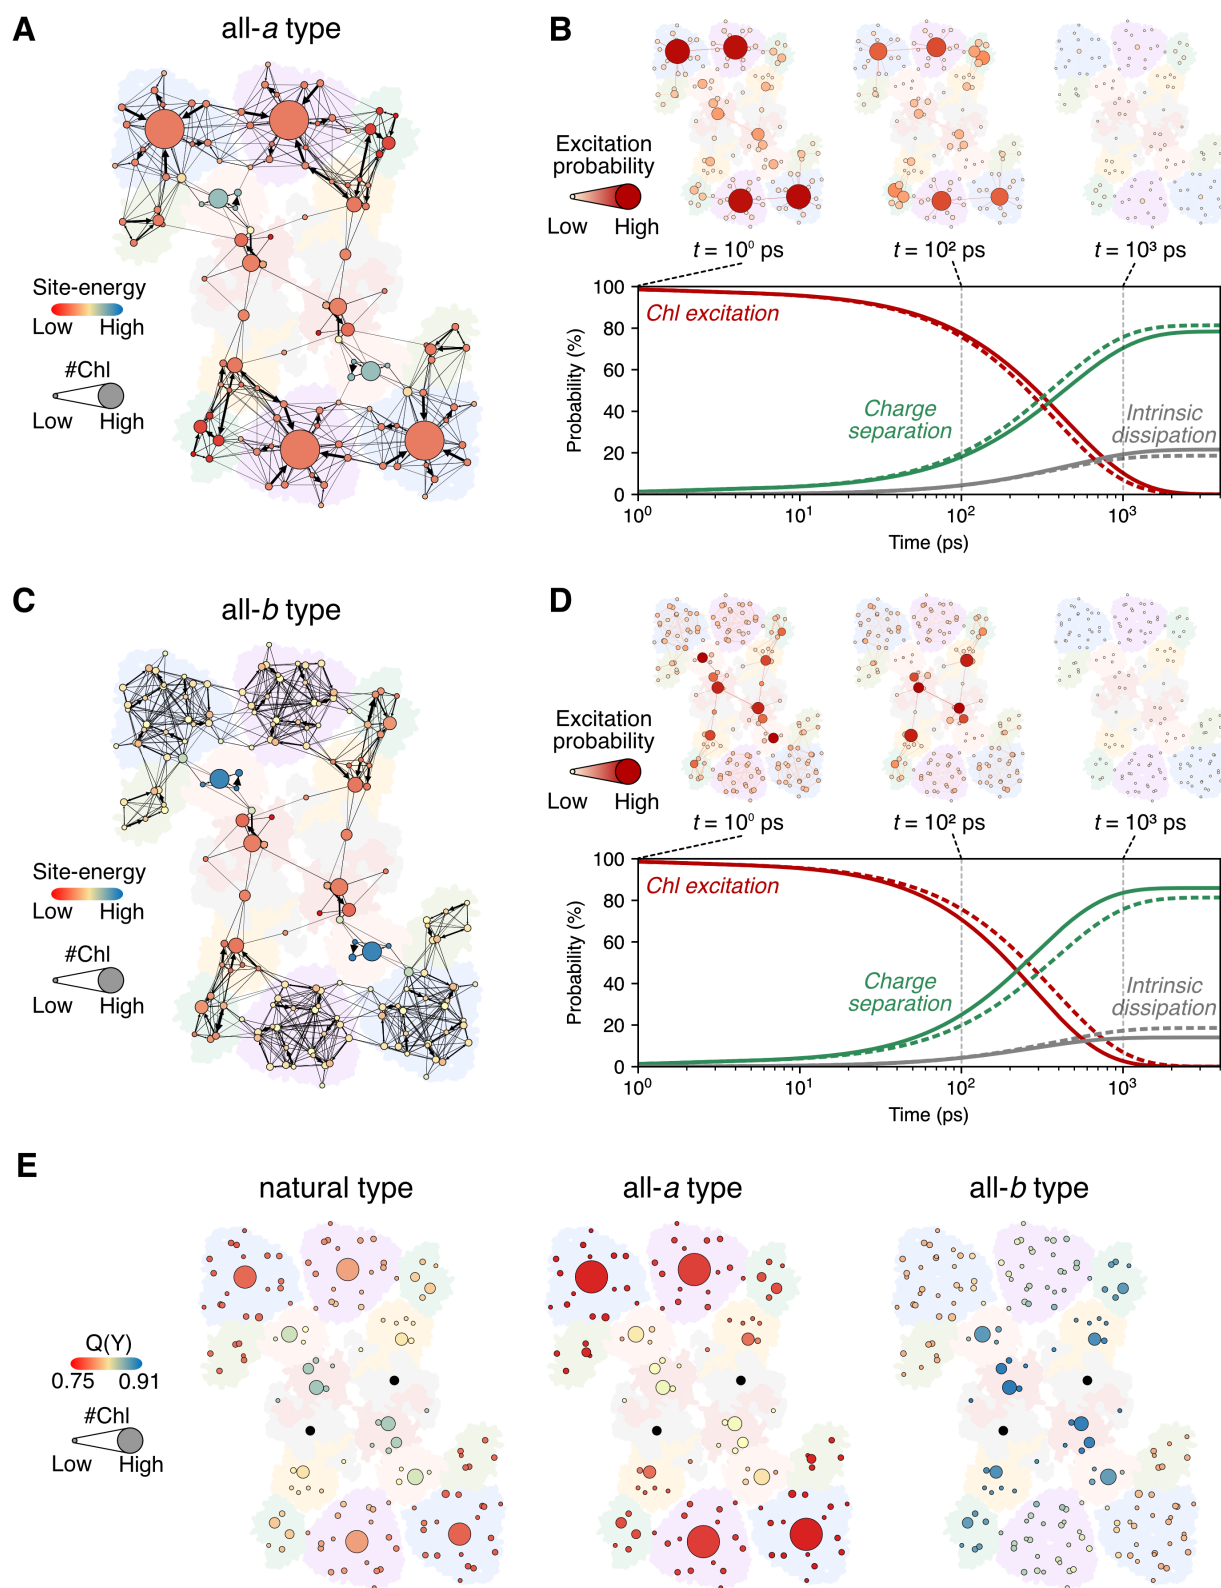 A
all-a type
Site-energy
Low High
#Chl
Low High
B
Excitation
probability
Low High
t = 10⁰ ps
t = 10² ps
t = 10³ ps
100
80
60
40
20
0
Probability (%)
Chl excitation
Charge
separation
Intrinsic
dissipation
10⁰ 10¹ 10² 10³
Time (ps)
C
all-b type
Site-energy
Low High
#Chl
Low High
D
Excitation
probability
Low High
t = 10⁰ ps
t = 10² ps
t = 10³ ps
100
80
60
40
20
0
Probability (%)
Chl excitation
Charge
separation
Intrinsic
dissipation
10⁰ 10¹ 10² 10³
Time (ps)
E
natural type
all-a type
all-b type
Q(Y)
0.75 0.91
#Chl
Low High